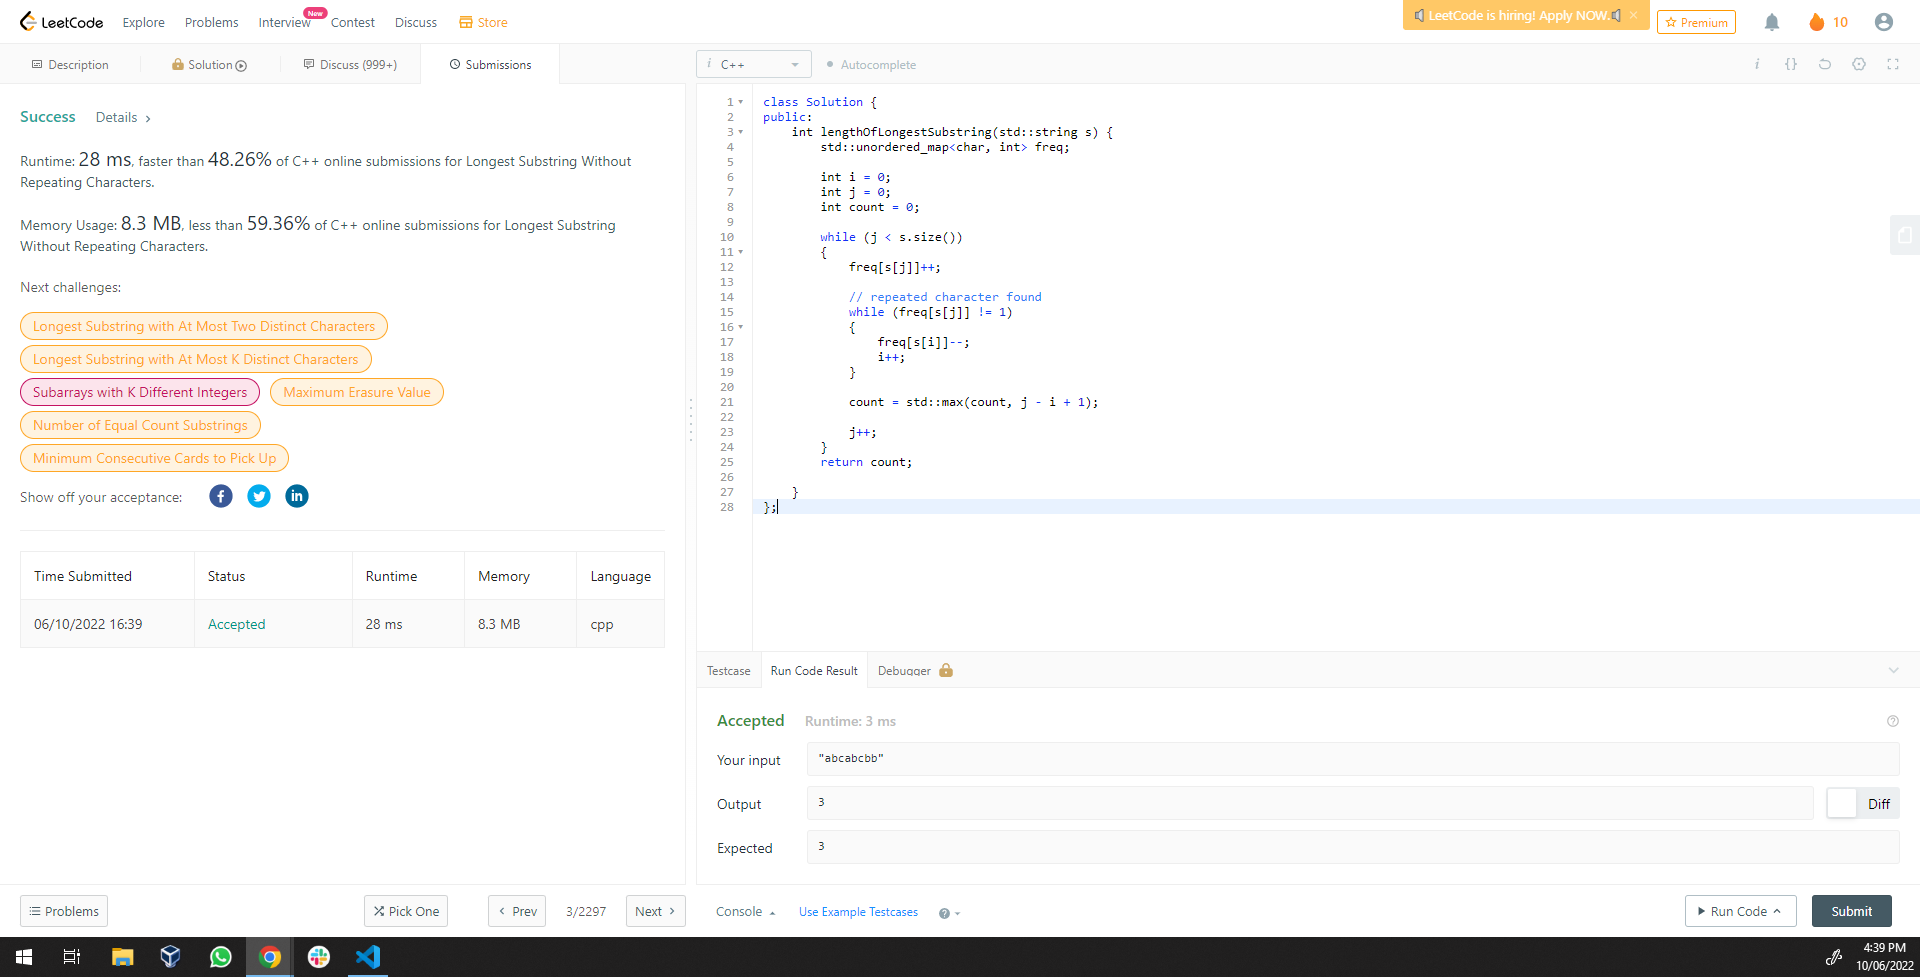 LeetCode
Explore
Problems
Interview
New
Contest
Discuss
Store
LeetCode is hiring! Apply NOW.
×
Premium
10
Description
Solution
Discuss (999+)
Submissions
i C++
Autocomplete
Success
Details ›
Runtime: 28 ms, faster than 48.26% of C++ online submissions for Longest Substring Without
Repeating Characters.
Memory Usage: 8.3 MB, less than 59.36% of C++ online submissions for Longest Substring
Without Repeating Characters.
Next challenges:
Longest Substring with At Most Two Distinct Characters
Longest Substring with At Most K Distinct Characters
Subarrays with K Different Integers
Maximum Erasure Value
Number of Equal Count Substrings
Minimum Consecutive Cards to Pick Up
Show off your acceptance:
Time Submitted Status Runtime Memory Language
06/10/2022 16:39 Accepted 28 ms 8.3 MB cpp
Problems
Pick One
Prev
3/2297
Next
1 class Solution {
2 public:
3 int lengthOfLongestSubstring(std::string s) {
4 std::unordered_map<char, int> freq;
5
6 int i = 0;
7 int j = 0;
8 int count = 0;
9
10 while (j < s.size())
11 {
12 freq[s[j]]++;
13
14 // repeated character found
15 while (freq[s[j]] != 1)
16 {
17 freq[s[i]]--;
18 i++;
19 }
20
21 count = std::max(count, j - i + 1);
22
23 j++;
24 }
25 return count;
26
27 }
28 };
Testcase
Run Code Result
Debugger
Accepted
Runtime: 3 ms
Your input
"abcabcbb"
Output
3
Diff
Expected
3
Console
Use Example Testcases
Run Code
Submit
4:39 PM
10/06/2022